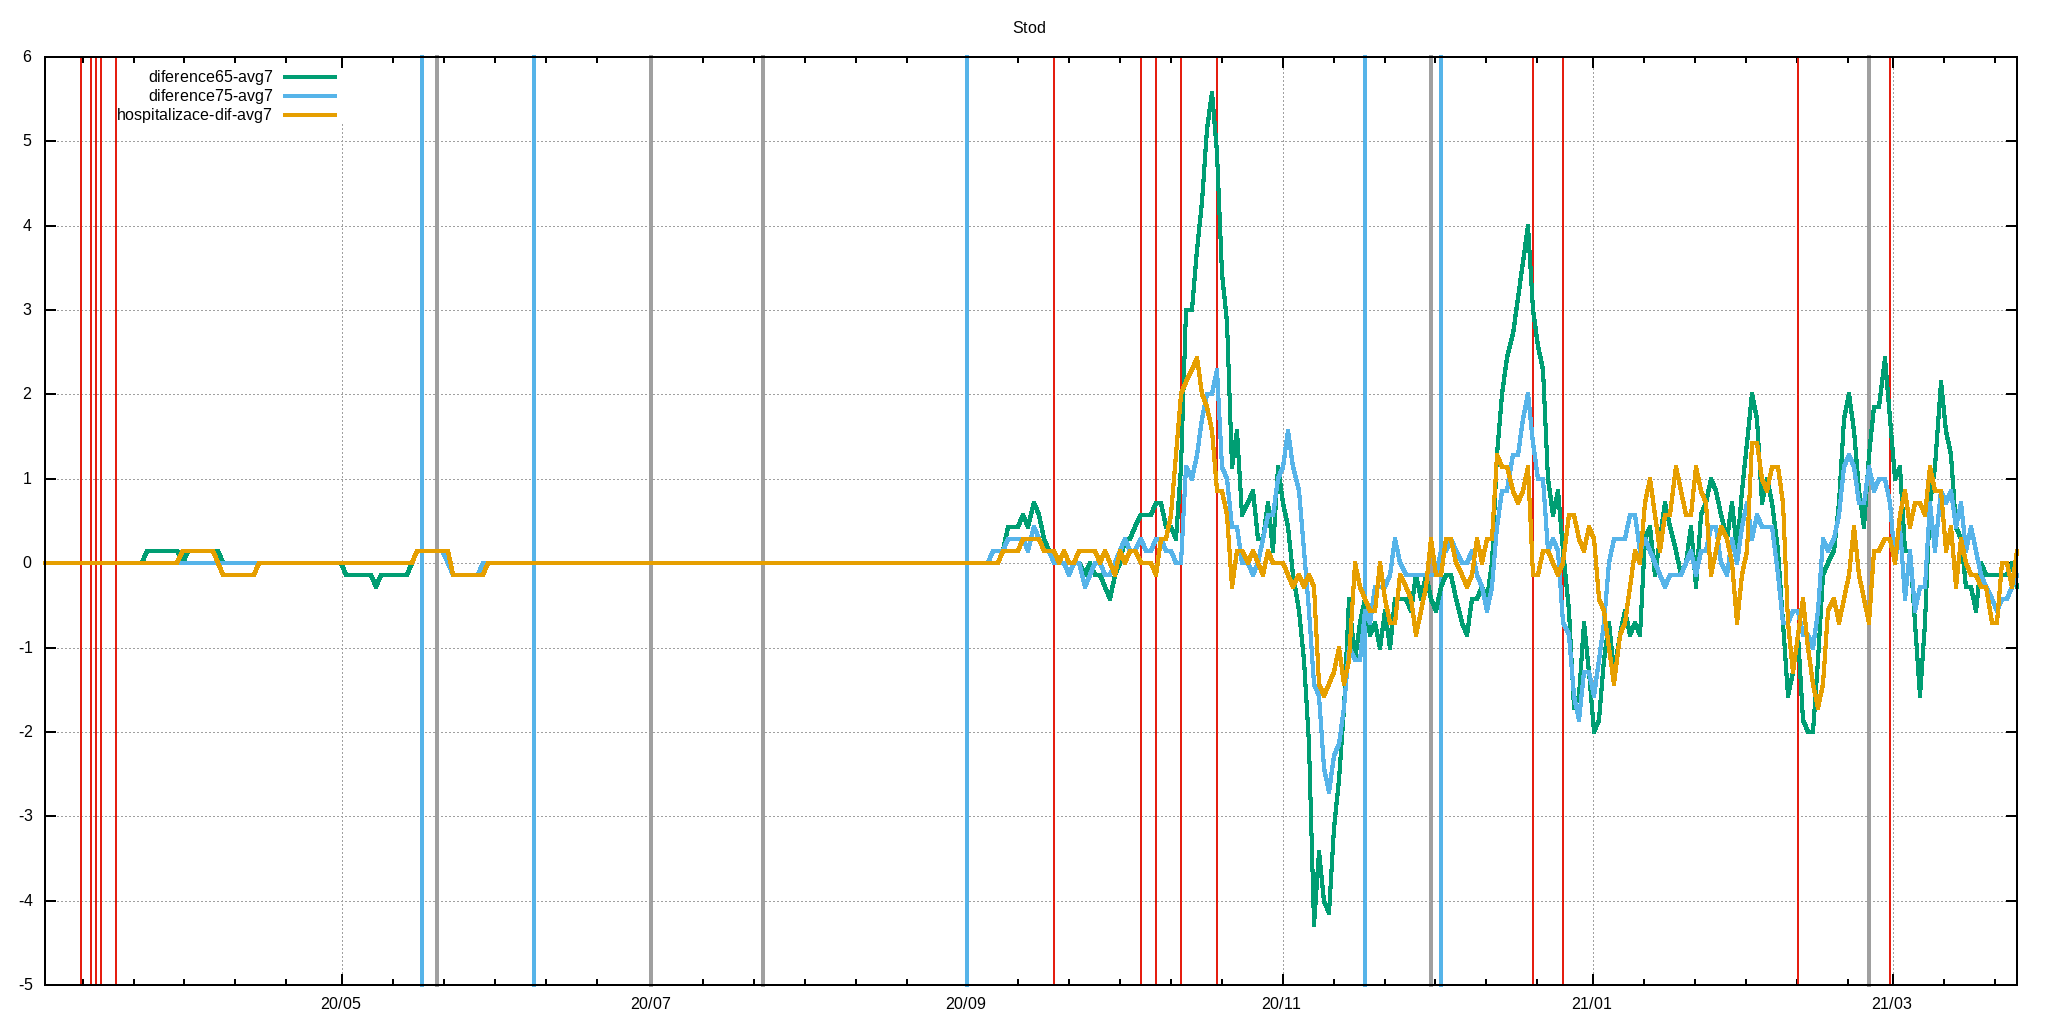 Stod
6
diference65-avg7
diference75-avg7
hospitalizace-dif-avg7
5
4
3
2
1
0
-1
-2
-3
-4
-5
20/05 20/07 20/09 20/11 21/01 21/03